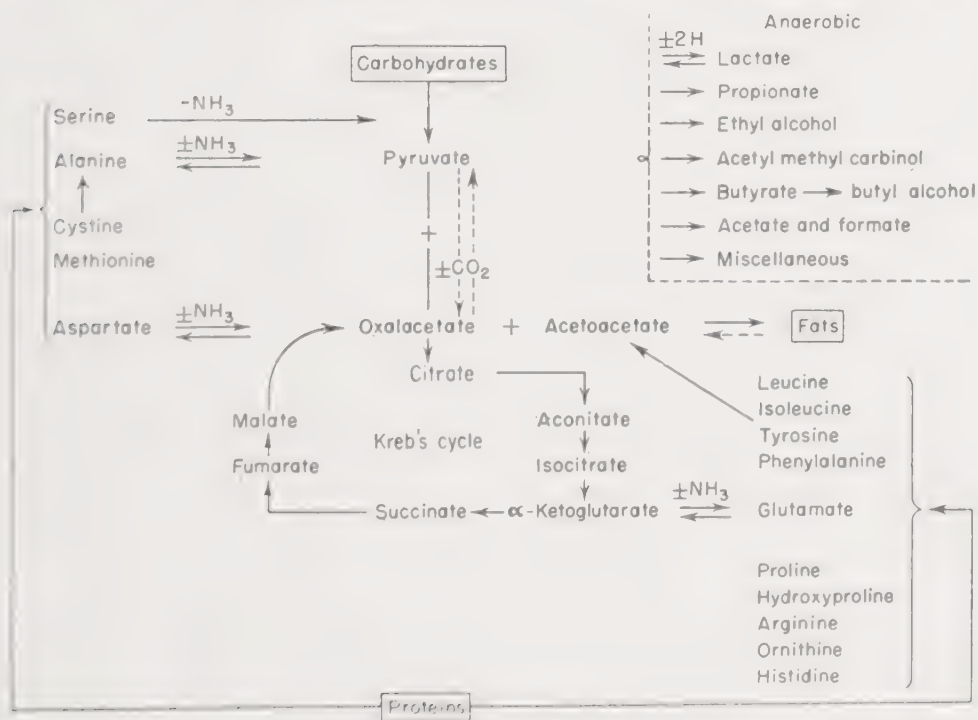 Carbohydrates
Serine
-NH3
Alanine
±NH3
Pyruvate
Cystine
Methionine
+
±CO2
Aspartate
±NH3
Oxalacetate + Acetoacetate
Fats
Citrate
Malate
Aconitate
Kreb's cycle
Fumarate
Isocitrate
Succinate
α-Ketoglutarate
±NH3
Glutamate
Leucine
Isoleucine
Tyrosine
Phenylalanine
Proline
Hydroxyproline
Arginine
Ornithine
Histidine
Proteins
Anaerobic
±2H
Lactate
Propionate
Ethyl alcohol
Acetyl methyl carbinol
Butyrate → butyl alcohol
Acetate and formate
Miscellaneous